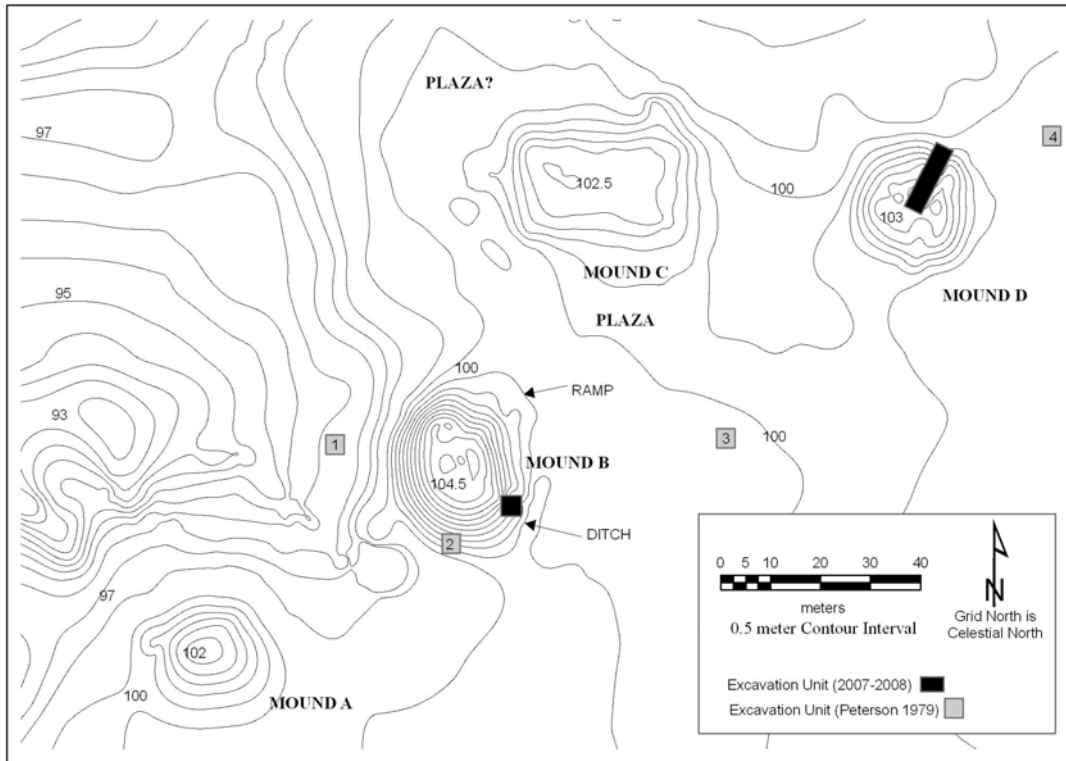 PLAZA?
97
4
102.5
100
103
MOUND C
MOUND D
95
PLAZA
100
RAMP
93
1
3
100
MOUND B
104.5
DITCH
2
97
102
100
MOUND A
0 5 10 20 30 40
meters
0.5 meter Contour Interval
N
Grid North is
Celestial North
Excavation Unit (2007-2008)
Excavation Unit (Peterson 1979)